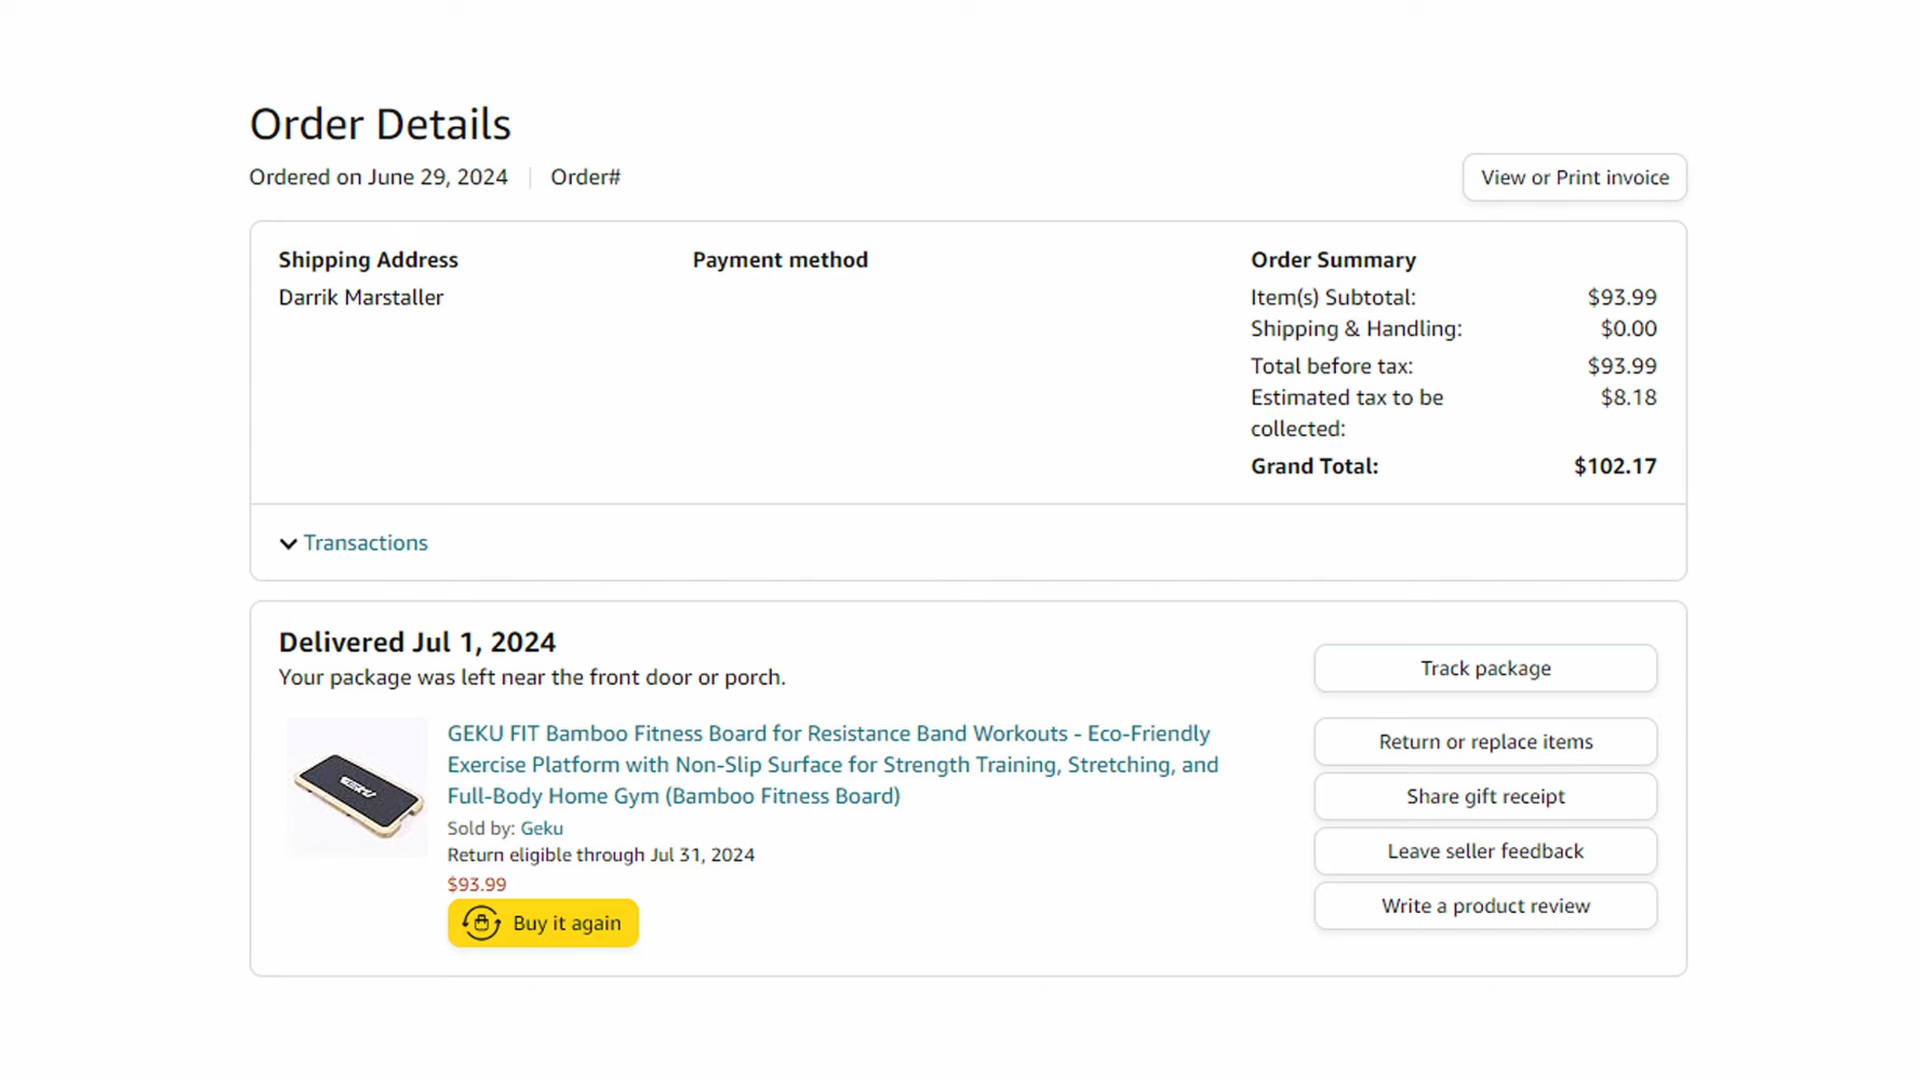 Order Details
Ordered on June 29, 2024
Order#
View or Print invoice
Shipping Address
Darrik Marstaller
Payment method
Order Summary
Item(s) Subtotal: $93.99
Shipping & Handling: $0.00
Total before tax: $93.99
Estimated tax to be $8.18
collected:
Grand Total: $102.17
Transactions
Delivered Jul 1, 2024
Your package was left near the front door or porch.
GEKU
GEKU FIT Bamboo Fitness Board for Resistance Band Workouts - Eco-Friendly
Exercise Platform with Non-Slip Surface for Strength Training, Stretching, and
Full-Body Home Gym (Bamboo Fitness Board)
Sold by: Geku
Return eligible through Jul 31, 2024
$93.99
Buy it again
Track package
Return or replace items
Share gift receipt
Leave seller feedback
Write a product review